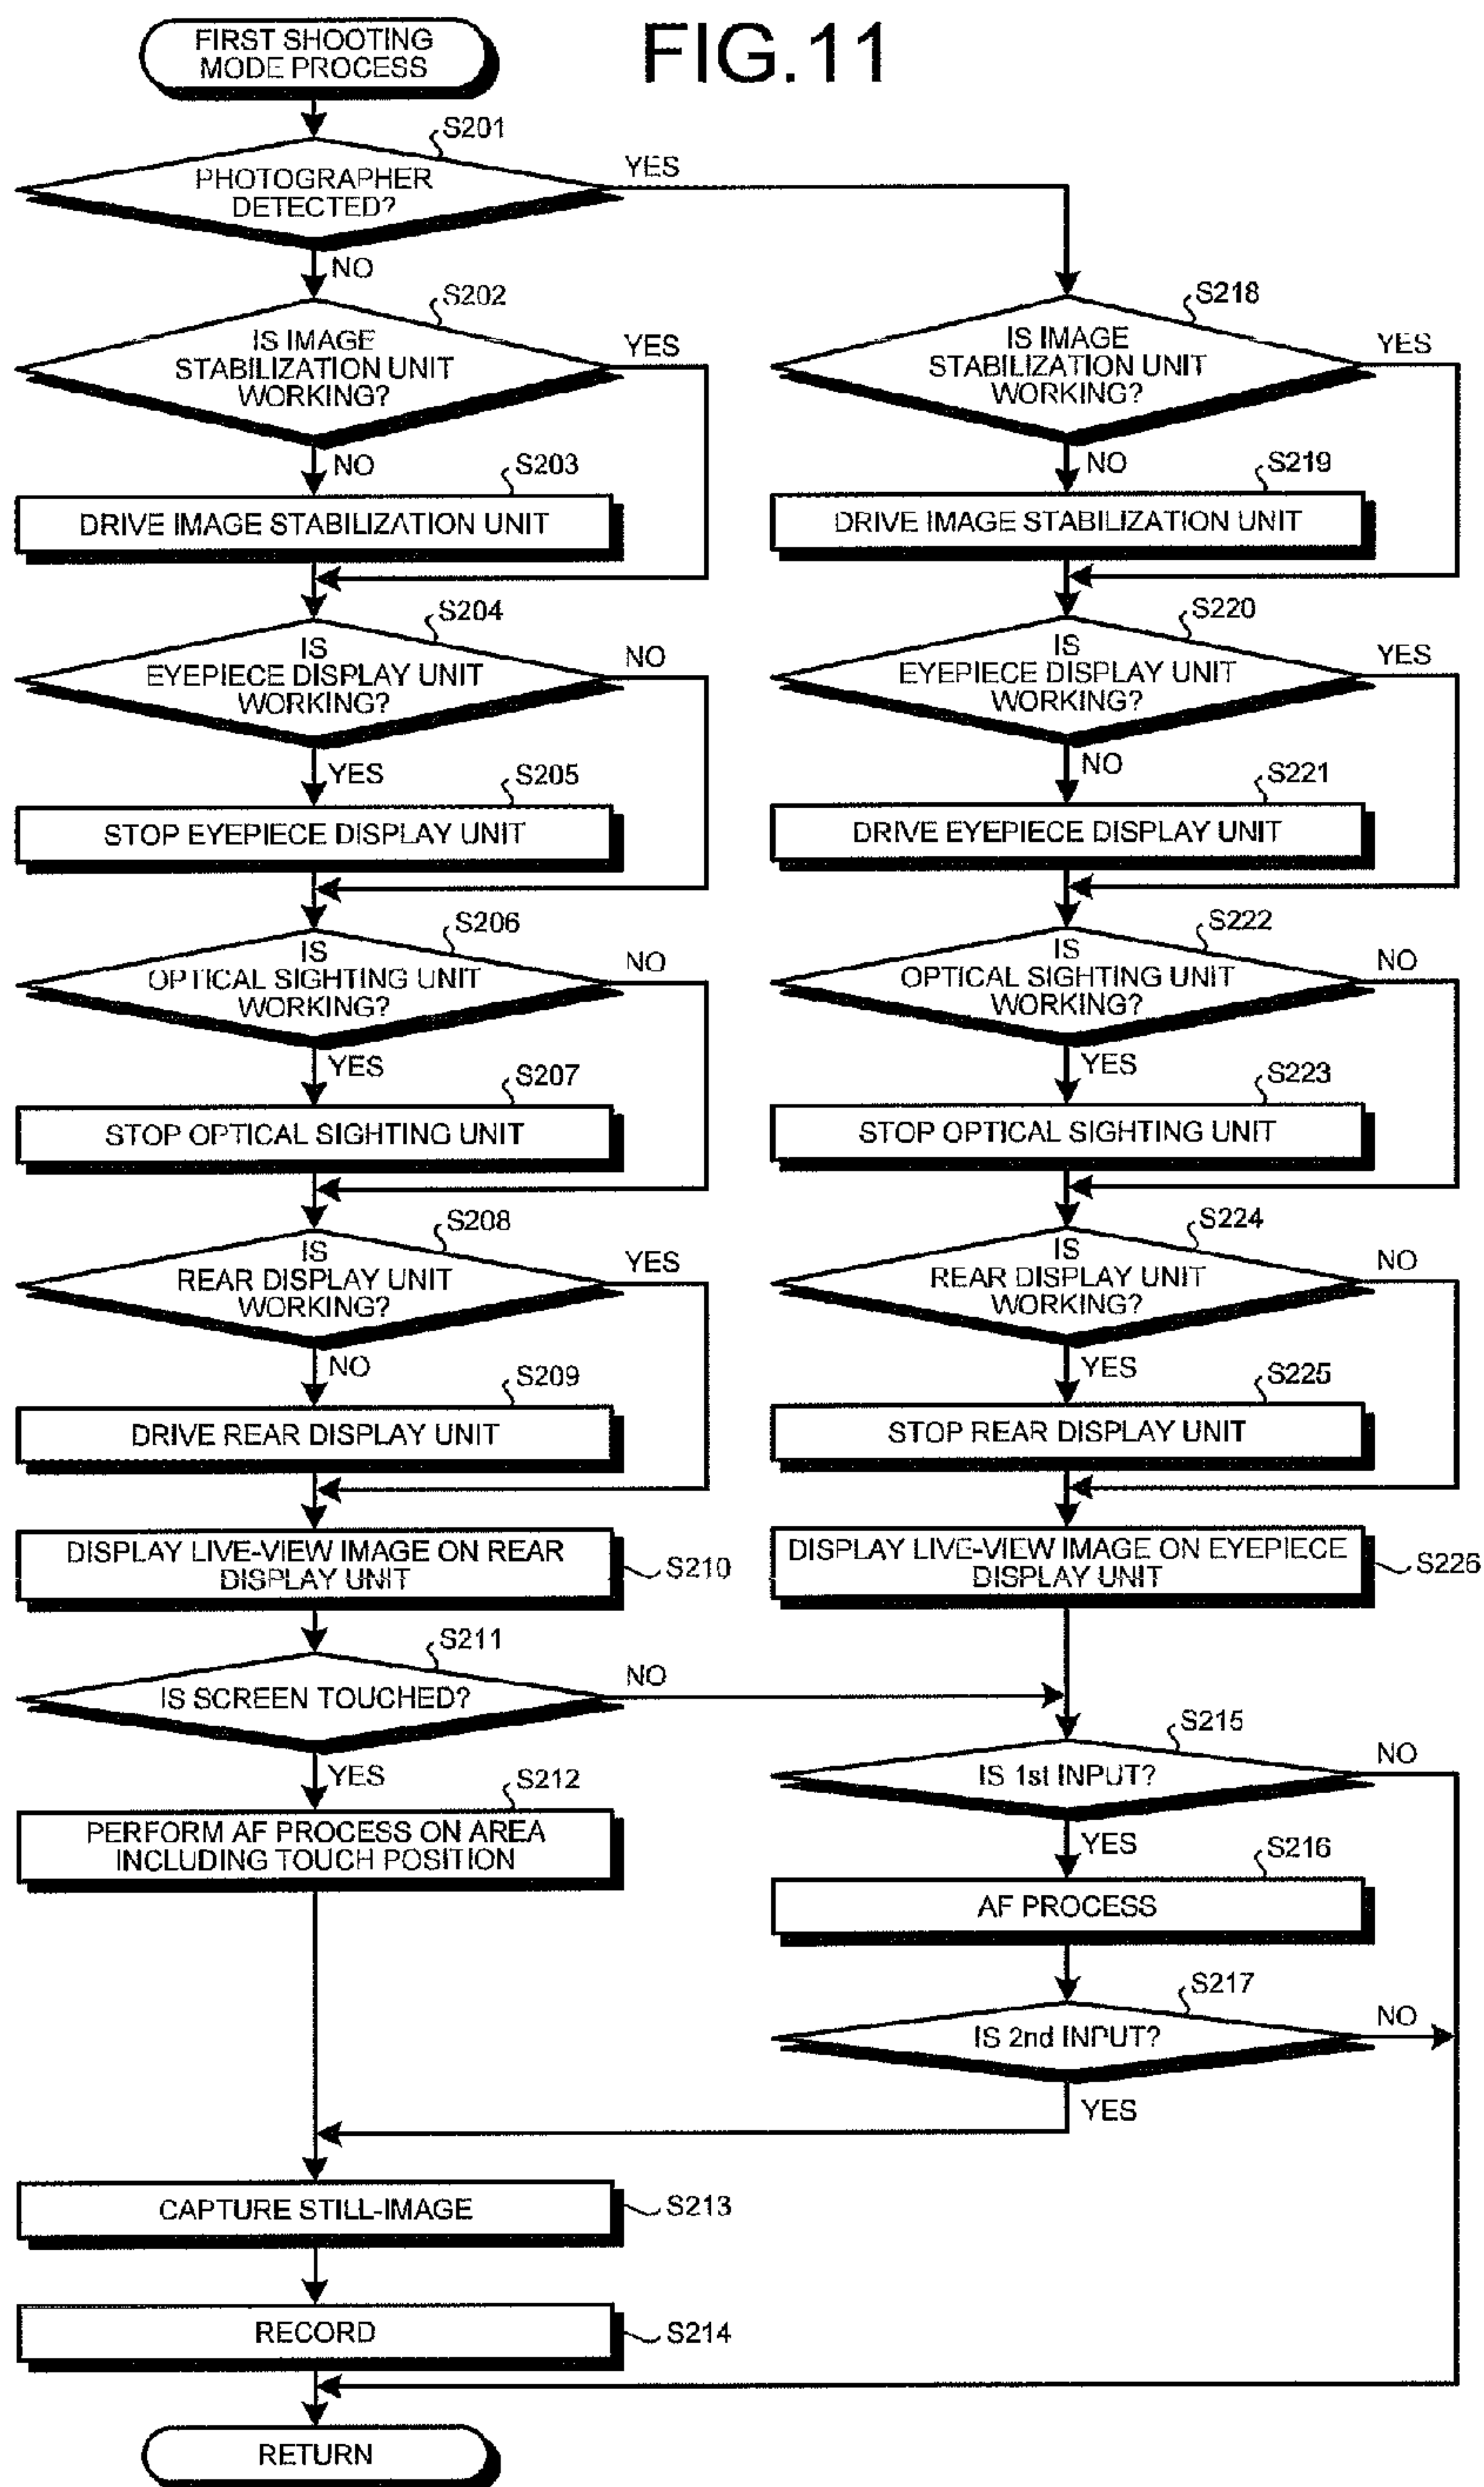 FIG.11
FIRST SHOOTING
MODE PROCESS
S201
PHOTOGRAPHER
DETECTED?
YES
NO
S202
IS IMAGE
STABILIZATION UNIT
WORKING?
YES
NO
S203
DRIVE IMAGE STABILIZATION UNIT
S204
IS
EYEPIECE DISPLAY UNIT
WORKING?
NO
YES
S205
STOP EYEPIECE DISPLAY UNIT
S206
IS
OPTICAL SIGHTING UNIT
WORKING?
NO
YES
S207
STOP OPTICAL SIGHTING UNIT
S208
IS
REAR DISPLAY UNIT
WORKING?
YES
NO
S209
DRIVE REAR DISPLAY UNIT
DISPLAY LIVE-VIEW IMAGE ON REAR
DISPLAY UNIT
S210
S211
IS SCREEN TOUCHED?
NO
YES
S212
PERFORM AF PROCESS ON AREA
INCLUDING TOUCH POSITION
S218
IS IMAGE
STABILIZATION UNIT
WORKING?
YES
NO
S219
DRIVE IMAGE STABILIZATION UNIT
S220
IS
EYEPIECE DISPLAY UNIT
WORKING?
YES
NO
S221
DRIVE EYEPIECE DISPLAY UNIT
S222
IS
OPTICAL SIGHTING UNIT
WORKING?
NO
YES
S223
STOP OPTICAL SIGHTING UNIT
S224
IS
REAR DISPLAY UNIT
WORKING?
NO
YES
S225
STOP REAR DISPLAY UNIT
DISPLAY LIVE-VIEW IMAGE ON EYEPIECE
DISPLAY UNIT
S226
S215
IS 1st INPUT?
NO
YES
S216
AF PROCESS
S217
IS 2nd INPUT?
NO
YES
CAPTURE STILL-IMAGE
S213
RECORD
S214
RETURN